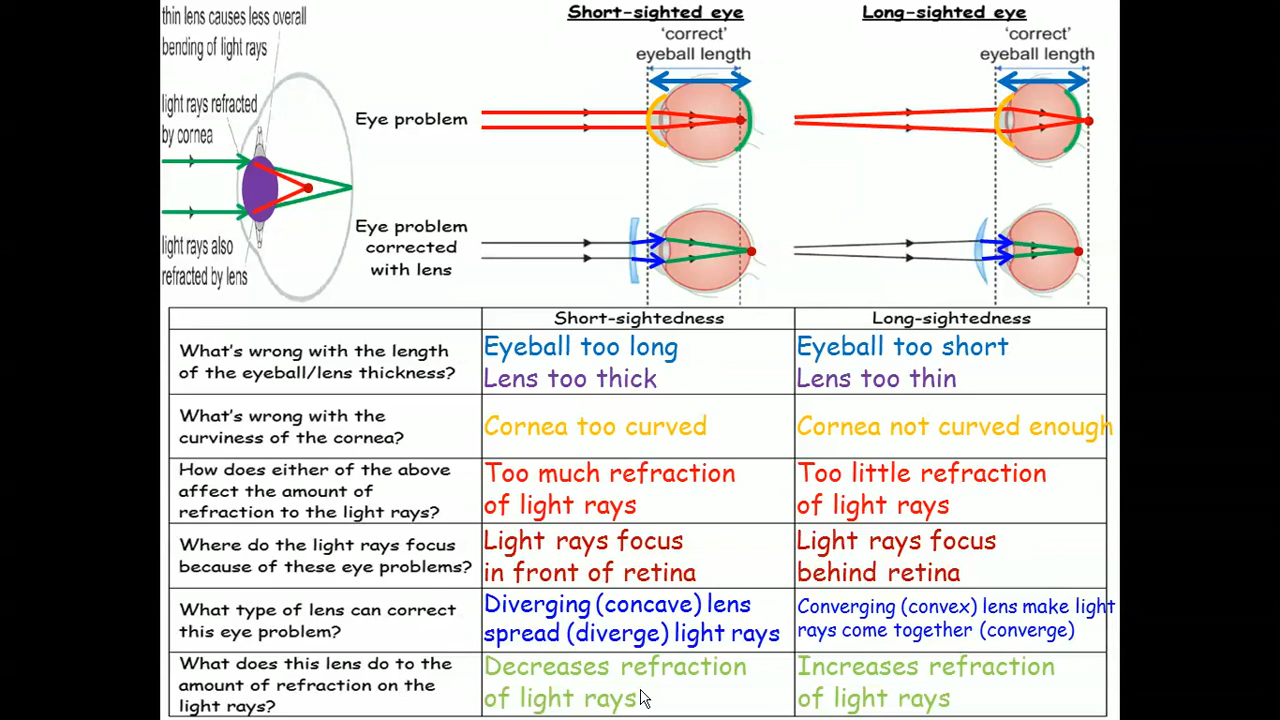 thin lens causes less overall
bending of light rays
light rays refracted
by cornea
light rays also
refracted by lens
Short-sighted eye
'correct'
eyeball length
Long-sighted eye
'correct'
eyeball length
Eye problem
Eye problem
corrected
with lens
Short-sightedness
Long-sightedness
What's wrong with the length
of the eyeball/lens thickness?
Eyeball too long
Lens too thick
Eyeball too short
Lens too thin
What's wrong with the
curviness of the cornea?
Cornea too curved
Cornea not curved enough
How does either of the above
affect the amount of
refraction to the light rays?
Too much refraction
of light rays
Too little refraction
of light rays
Where do the light rays focus
because of these eye problems?
Light rays focus
in front of retina
Light rays focus
behind retina
What type of lens can correct
this eye problem?
Diverging (concave) lens
spread (diverge) light rays
Converging (convex) lens make light
rays come together (converge)
What does this lens do to the
amount of refraction on the
light rays?
Decreases refraction
of light rays
Increases refraction
of light rays